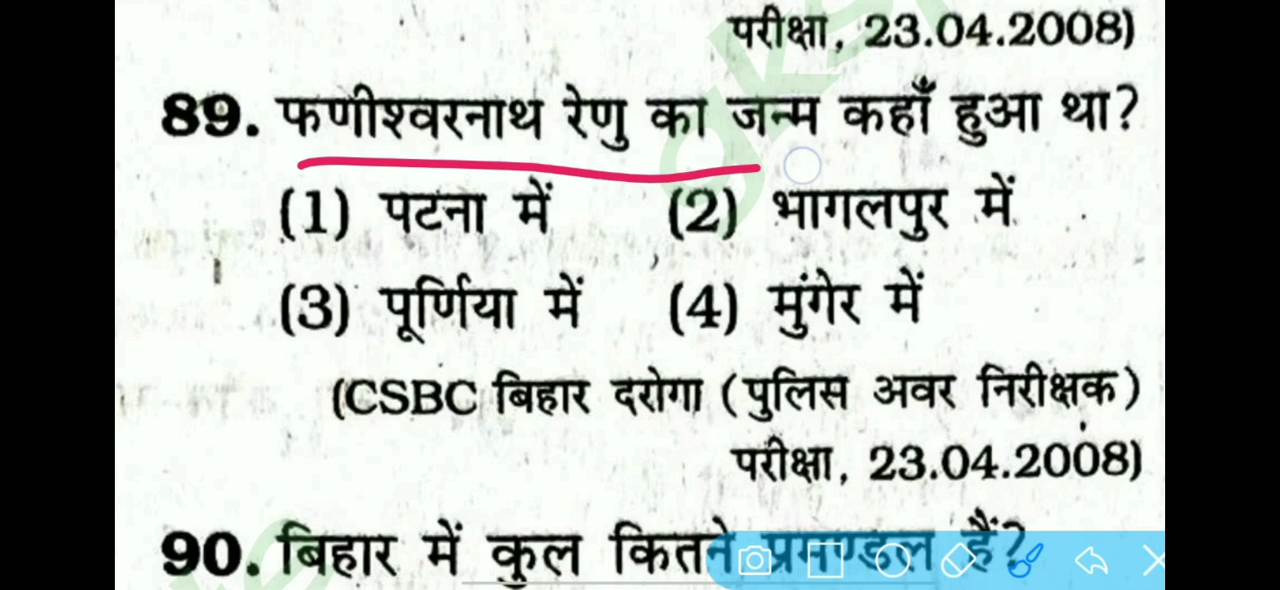 परीक्षा, 23.04.2008)
89. फणीश्वरनाथ रेणु का जन्म कहाँ हुआ था?
(1) पटना में (2) भागलपुर में
(3) पूर्णिया में (4) मुंगेर में
(CSBC बिहार दरोगा (पुलिस अवर निरीक्षक)
परीक्षा, 23.04.2008)
90. बिहार में कुल कितने प्रमण्डल हैं?